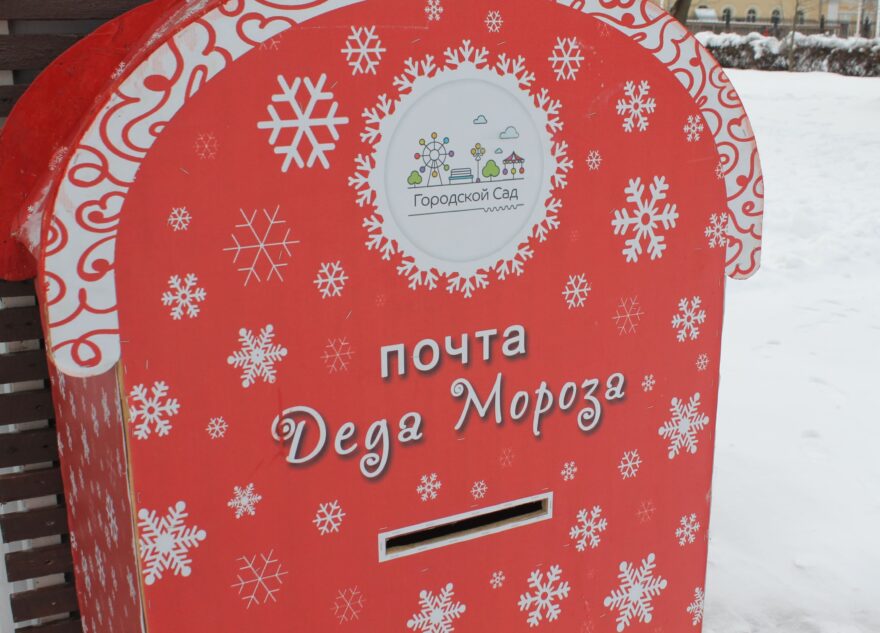 Городской Сад
почта
Деда Мороза